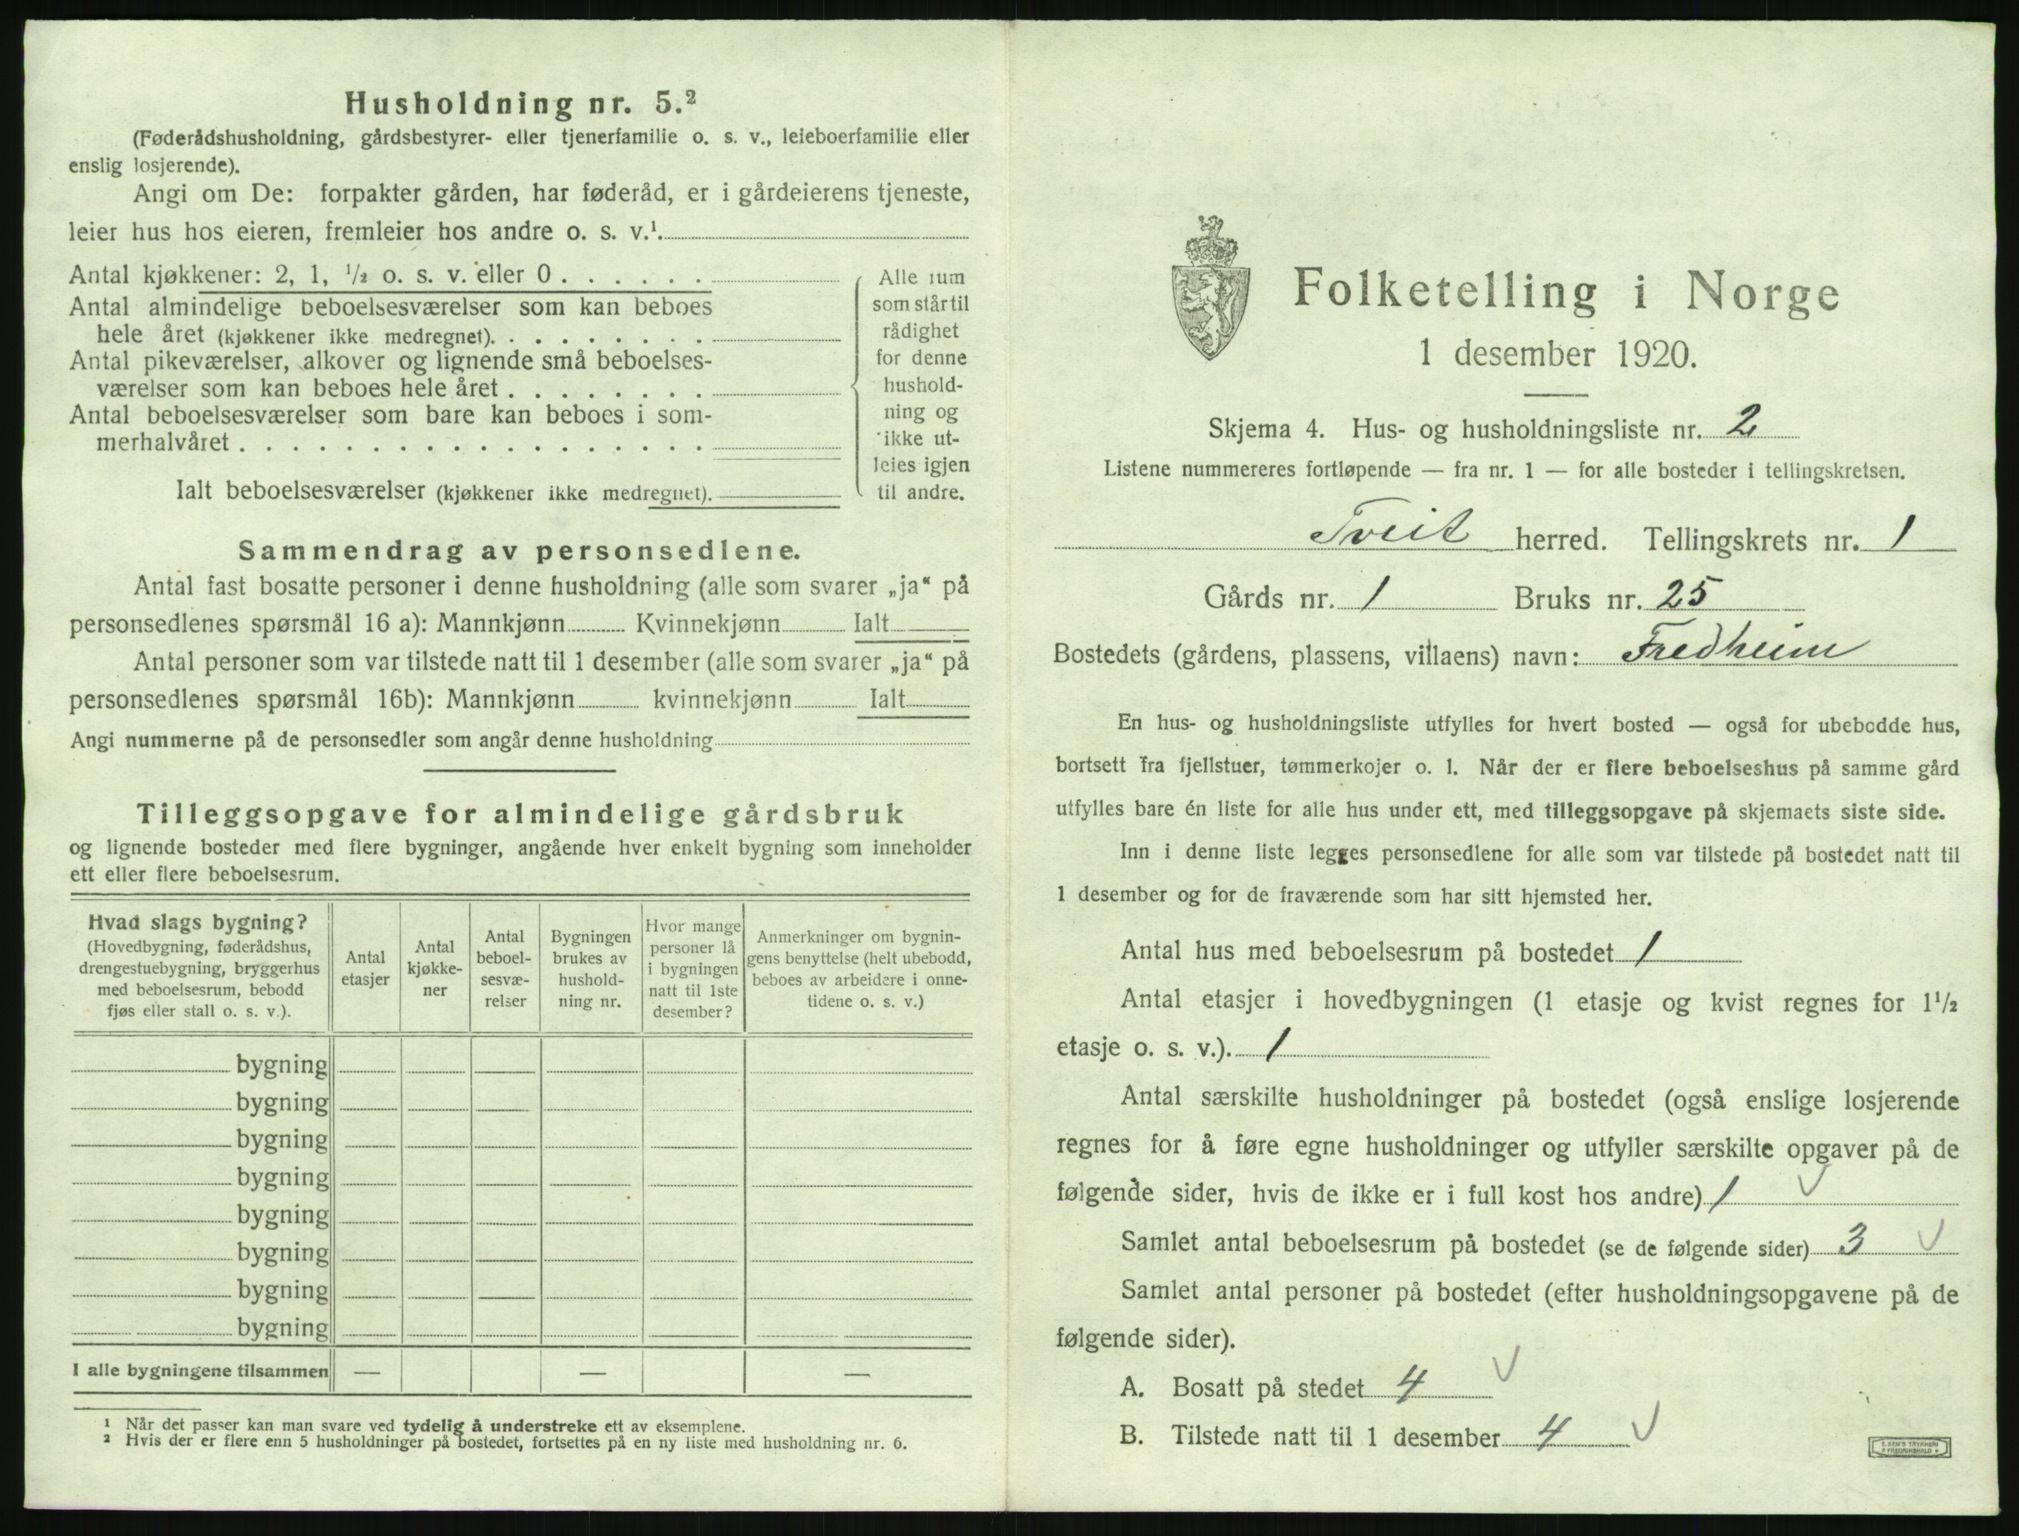 Husholdning nr. 5.²
(Føderådshusholdning, gårdsbestyrer- eller tjenerfamilie o. s. v., leieboerfamilie eller
enslig losjerende).
Angi om De: forpakter gården, har føderåd, er i gårdeierens tjeneste,
leier hus hos eieren, fremleier hos andre o. s. v.¹
Antal kjøkkener: 2, 1, ½ o. s. v. eller 0 . . . . . .
Antal almindelige beboelsesværelser som kan beboes
hele året (kjøkkener ikke medregnet). . . . . . . . .
Antal pikeværelser, alkover og lignende små beboelses-
værelser som kan beboes hele året . . . . . . . .
Antal beboelsesværelser som bare kan beboes i som-
merhalvåret . . . . . . . . . . . . . . . . . .
Ialt beboelsesværelser (kjøkkener ikke medregnet).
Alle rum
som står til
rådighet
for denne
hushold-
ning og
ikke ut-
leies igjen
til andre.
Sammendrag av personsedlene.
Antal fast bosatte personer i denne husholdning (alle som svarer „ja“ på
personsedlenes spørsmål 16 a): Mannkjønn Kvinnekjønn Ialt
Antal personer som var tilstede natt til 1 desember (alle som svarer „ja“ på
personsedlenes spørsmål 16b): Mannkjønn kvinnekjønn Ialt
Angi nummerne på de personsedler som angår denne husholdning
Tilleggsopgave for almindelige gårdsbruk
og lignende bosteder med flere bygninger, angående hver enkelt bygning som inneholder
ett eller flere beboelsesrum.
Hvad slags bygning?
(Hovedbygning, føderådshus,
drengestuebygning, bryggerhus
med beboelsesrum, bebodd
fjøs eller stall o. s. v.).
Antal
etasjer
Antal
kjøkke-
ner
Antal
beboel-
sesvæ-
relser
Bygningen
brukes av
hushold-
ning nr.
Hvor mange
personer lå
i bygningen
natt til 1ste
desember?
Anmerkninger om bygnin-
gens benyttelse (helt ubebodd,
beboes av arbeidere i onne-
tidene o. s. v.)
bygning
bygning
bygning
bygning
bygning
bygning
bygning
bygning
I alle bygningene tilsammen — — —
¹ Når det passer kan man svare ved tydelig å understreke ett av eksemplene.
² Hvis der er flere enn 5 husholdninger på bostedet, fortsettes på en ny liste med husholdning nr. 6.
Folketelling i Norge
1 desember 1920.
Skjema 4. Hus- og husholdningsliste nr. 2
Listene nummereres fortløpende — fra nr. 1 — for alle bosteder i tellingskretsen.
Tveit herred. Tellingskrets nr. 1
Gårds nr. 1 Bruks nr. 25
Bostedets (gårdens, plassens, villaens) navn: Fredheim
En hus- og husholdningsliste utfylles for hvert bosted — også for ubebodde hus,
bortsett fra fjellstuer, tømmerkojer o. l. Når der er flere beboelseshus på samme gård
utfylles bare én liste for alle hus under ett, med tilleggsopgave på skjemaets siste side.
Inn i denne liste legges personsedlene for alle som var tilstede på bostedet natt til
1 desember og for de fraværende som har sitt hjemsted her.
Antal hus med beboelsesrum på bostedet 1
Antal etasjer i hovedbygningen (1 etasje og kvist regnes for 1½
etasje o. s. v.). 1
Antal særskilte husholdninger på bostedet (også enslige losjerende
regnes for å føre egne husholdninger og utfyller særskilte opgaver på de
følgende sider, hvis de ikke er i full kost hos andre) 1 √
Samlet antal beboelsesrum på bostedet (se de følgende sider) 3 √
Samlet antal personer på bostedet (efter husholdningsopgavene på de
følgende sider).
A. Bosatt på stedet 4 √
B. Tilstede natt til 1 desember 4 √